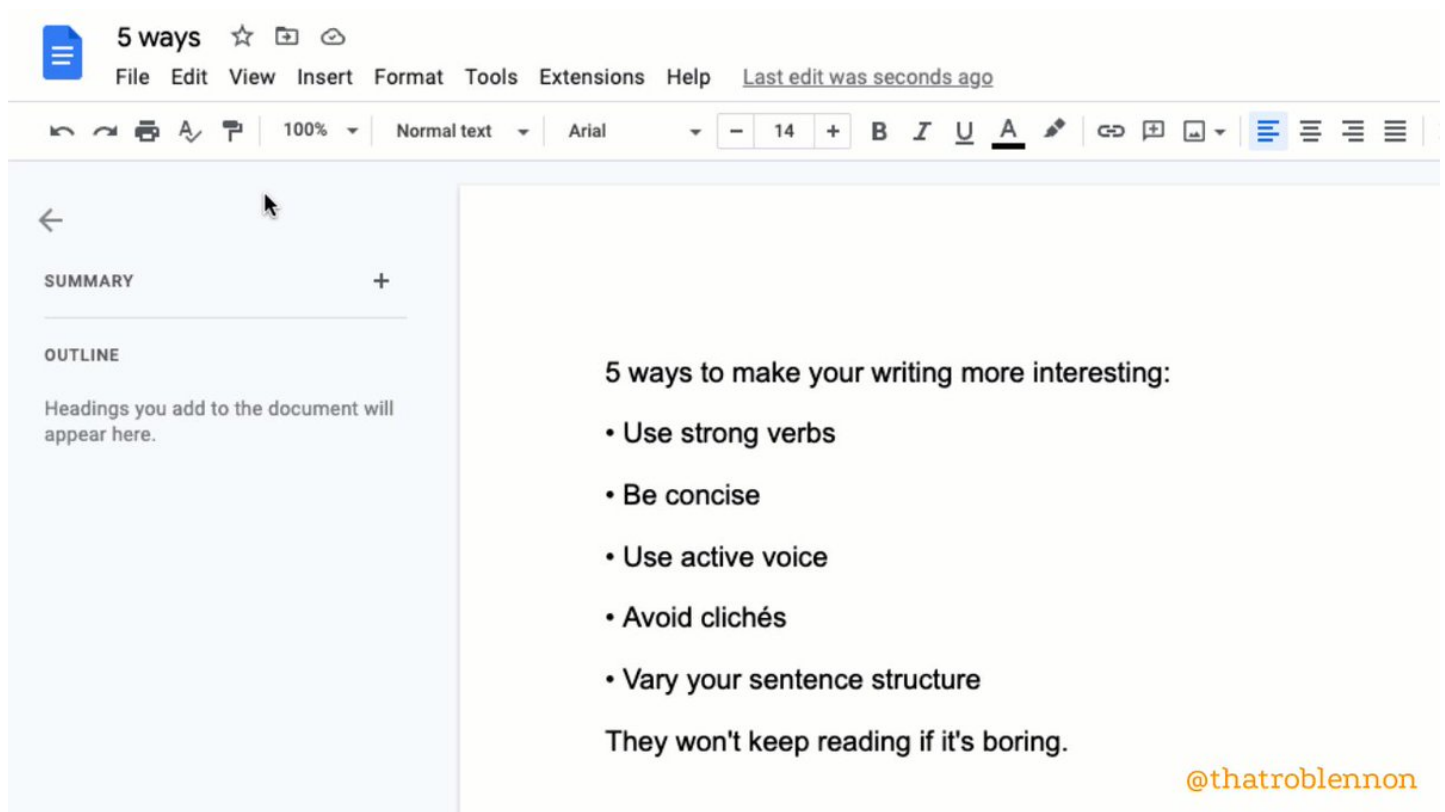 5 ways
File Edit View Insert Format Tools Extensions Help Last edit was seconds ago
100% Normal text Arial − 14 + B I U A
SUMMARY +
OUTLINE
Headings you add to the document will
appear here.
5 ways to make your writing more interesting:
• Use strong verbs
• Be concise
• Use active voice
• Avoid clichés
• Vary your sentence structure
They won't keep reading if it's boring.
@thatroblennon